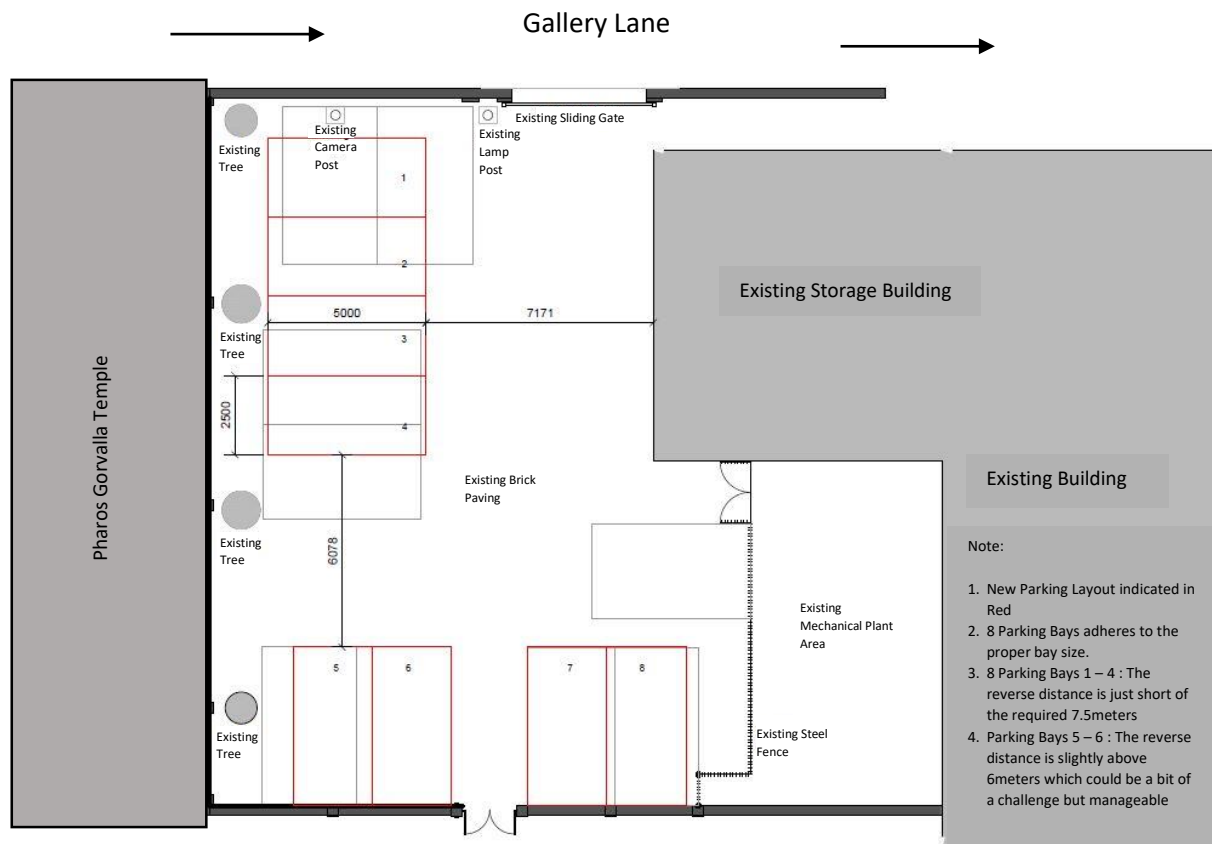 Gallery Lane
Existing Sliding Gate
Existing
Tree
Existing
Camera
Post
Existing
Lamp
Post
1
2
Existing Storage Building
5000
7171
Existing
Tree
3
2500
4
Pharos Gorvalla Temple
Existing Brick
Paving
Existing Building
Existing
Tree
6078
Note:
1. New Parking Layout indicated in
Red
2. 8 Parking Bays adheres to the
proper bay size.
3. 8 Parking Bays 1 – 4 : The
reverse distance is just short of
the required 7.5meters
4. Parking Bays 5 – 6 : The reverse
distance is slightly above
6meters which could be a bit of
a challenge but manageable
Existing
Mechanical Plant
Area
5
6
7
8
Existing
Tree
Existing Steel
Fence